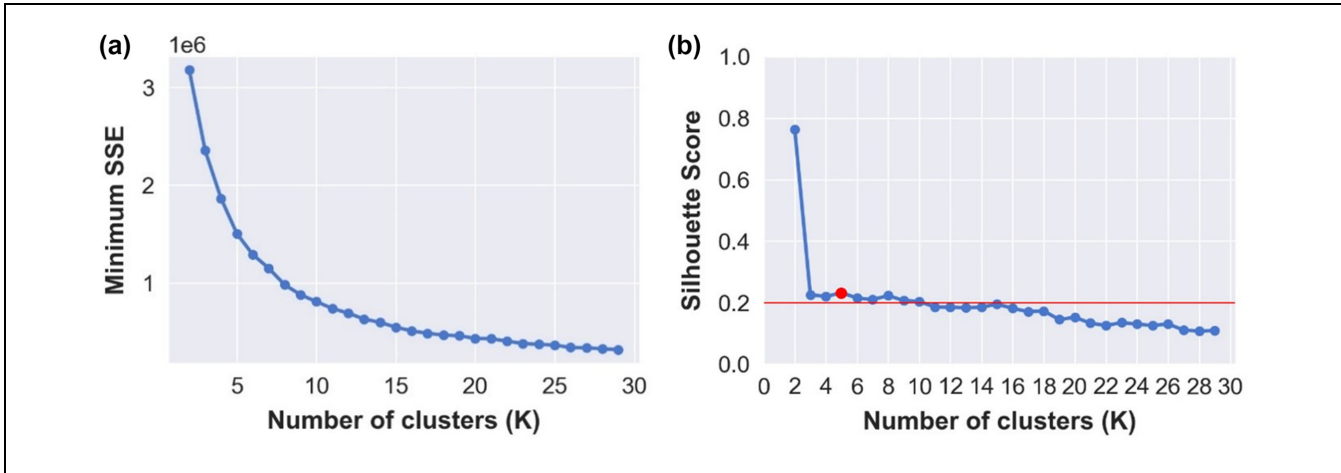 (a)
1e6
3
2
1
Minimum SSE
5 10 15 20 25 30
Number of clusters (K)
(b)
1.0
0.8
0.6
0.4
0.2
0.0
Silhouette Score
0 2 4 6 8 10 12 14 16 18 20 22 24 26 28 30
Number of clusters (K)